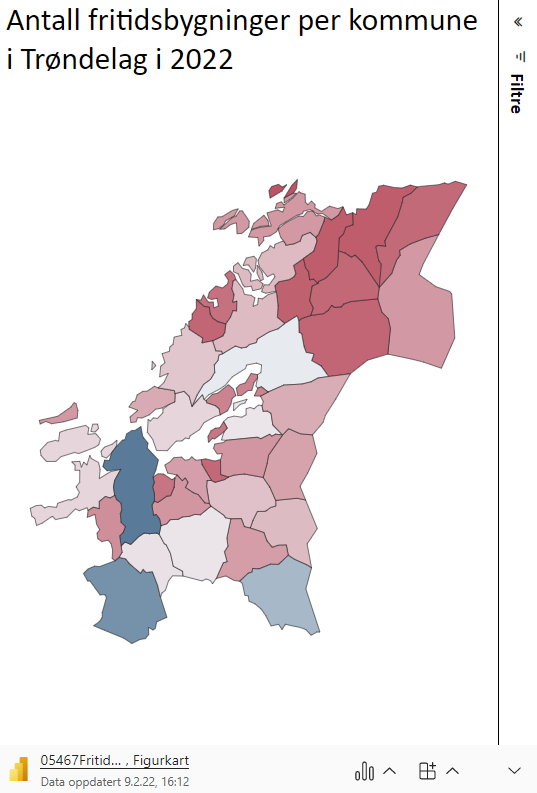 Antall fritidsbygninger per kommune
i Trøndelag i 2022
Filtre
05467Fritid... , Figurkart
Data oppdatert 9.2.22, 16:12